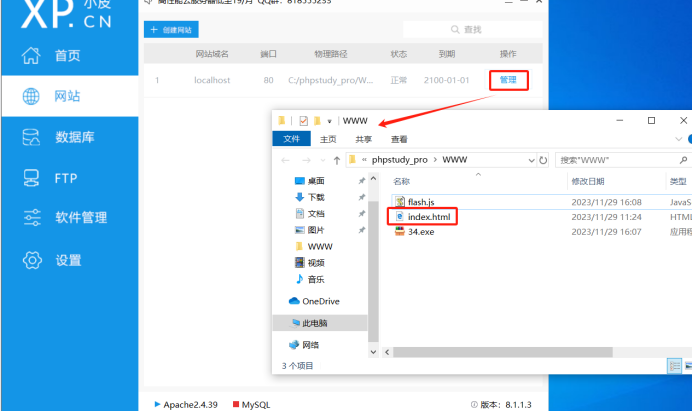 XP. 小皮
CN
首页
网站
数据库
FTP
软件管理
设置
+ 创建网站
查找
网站域名 端口 物理路径 状态 到期 操作
1 localhost 80 C:/phpstudy_pro/W... 正常 2100-01-01 管理
WWW
文件 主页 共享 查看
« phpstudy_pro › WWW
搜索"WWW"
名称 修改日期 类型
flash.js 2023/11/29 16:08 JavaS
index.html 2023/11/29 11:24 HTML
34.exe 2023/11/29 16:07 应用程
桌面
下载
文档
图片
WWW
视频
音乐
OneDrive
此电脑
网络
3 个项目
Apache2.4.39 MySQL
版本: 8.1.1.3